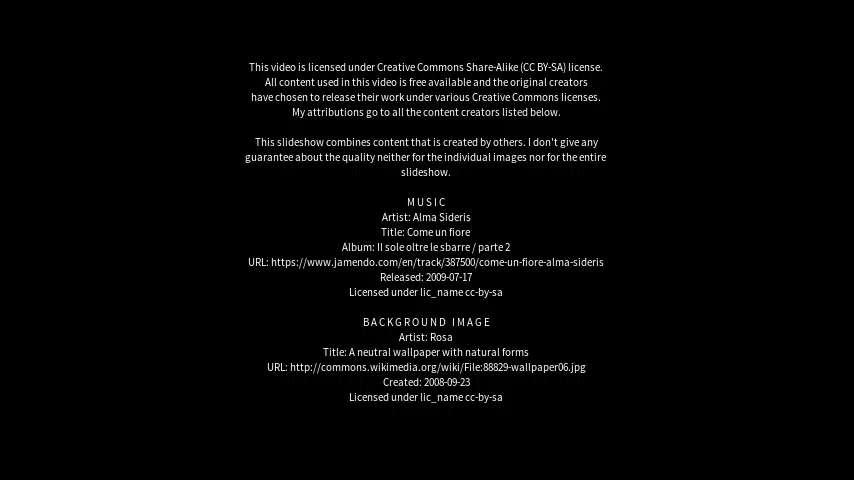 This video is licensed under Creative Commons Share-Alike (CC BY-SA) license.
All content used in this video is free available and the original creators
have chosen to release their work under various Creative Commons licenses.
My attributions go to all the content creators listed below.
This slideshow combines content that is created by others. I don't give any
guarantee about the quality neither for the individual images nor for the entire
slideshow.
MUSIC
Artist: Alma Sideris
Title: Come un fiore
Album: Il sole oltre le sbarre / parte 2
URL: https://www.jamendo.com/en/track/387500/come-un-fiore-alma-sideris
Released: 2009-07-17
Licensed under lic_name cc-by-sa
BACKGROUND IMAGE
Artist: Rosa
Title: A neutral wallpaper with natural forms
URL: http://commons.wikimedia.org/wiki/File:88829-wallpaper06.jpg
Created: 2008-09-23
Licensed under lic_name cc-by-sa